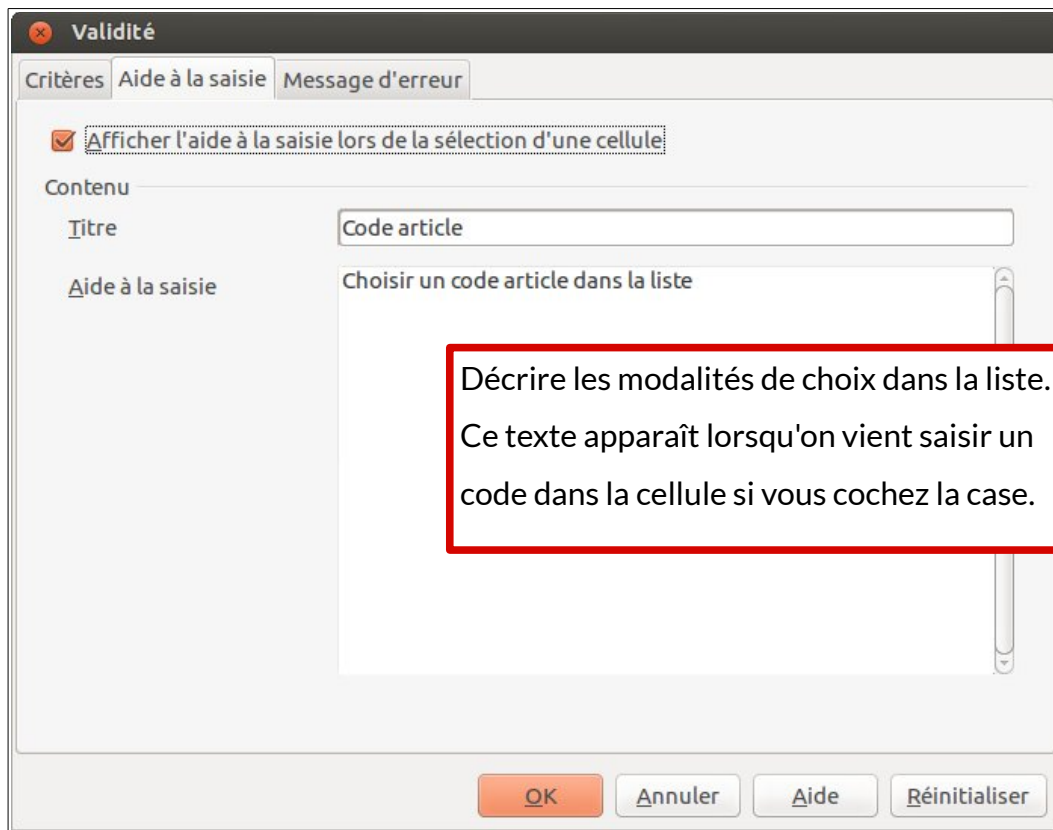 Validité
Critères Aide à la saisie Message d'erreur
Afficher l'aide à la saisie lors de la sélection d'une cellule
Contenu
Titre Code article
Aide à la saisie Choisir un code article dans la liste
Décrire les modalités de choix dans la liste.
Ce texte apparaît lorsqu'on vient saisir un
code dans la cellule si vous cochez la case.
OK Annuler Aide Réinitialiser